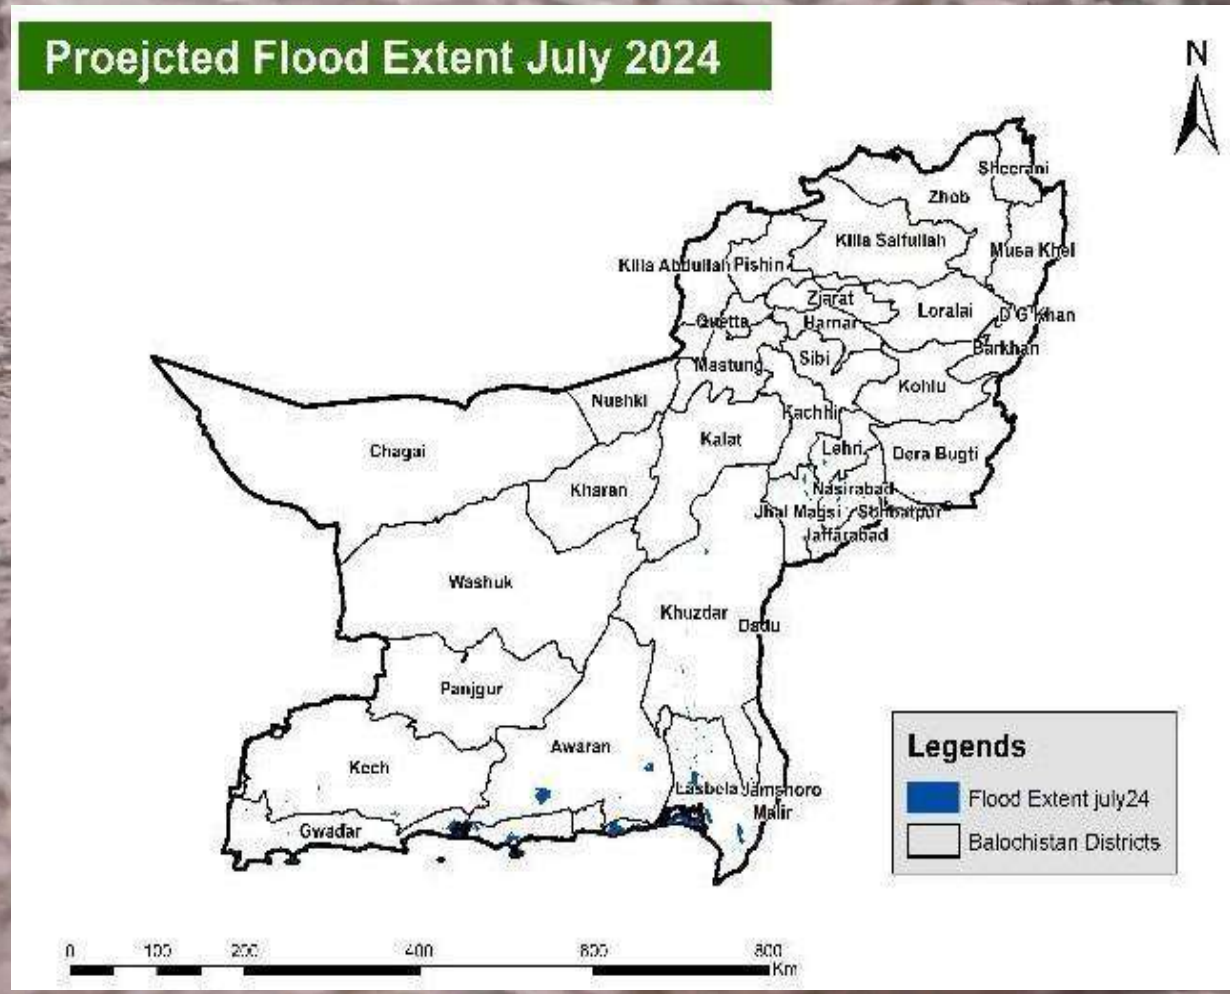 Proejcted Flood Extent July 2024
N
Sheerani
Zhob
Killa Saifullah
Musa Khel
Killa Abdullah
Pishin
Ziarat
Loralai
D G Khan
Quetta
Harnai
Barkhan
Mastung
Sibi
Kohlu
Nushki
Kachhi
Kalat
Chagai
Lehri
Dera Bugti
Kharan
Nasirabad
Jhal Magsi
Sohbatpur
Jaffarabad
Washuk
Khuzdar
Dadu
Panjgur
Awaran
Kech
Lasbela
Jamshoro
Malir
Gwadar
Legends
Flood Extent july24
Balochistan Districts
0 100 200 400 600 800
Km